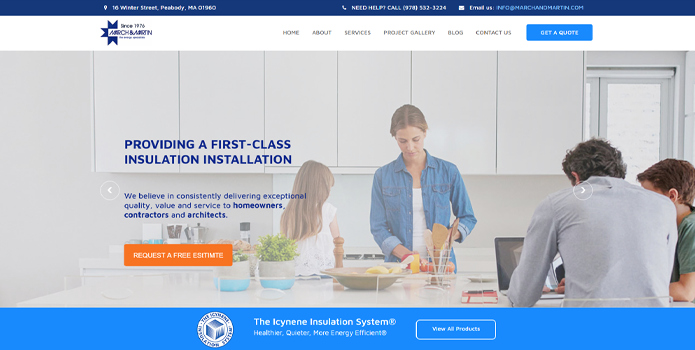 16 Winter Street, Peabody, MA 01960
NEED HELP? CALL (978) 532-3224
Email us: INFO@MARCHANDMARTIN.COM
Since 1976
MARCH & MARTIN
the energy specialists
HOME
ABOUT
SERVICES
PROJECT GALLERY
BLOG
CONTACT US
GET A QUOTE
PROVIDING A FIRST-CLASS
INSULATION INSTALLATION
We believe in consistently delivering exceptional
quality, value and service to homeowners,
contractors and architects.
REQUEST A FREE ESITIMTE
THE ICYNENE
INSULATION SYSTEM
The Icynene Insulation System®
Healthier, Quieter, More Energy Efficient®
View All Products